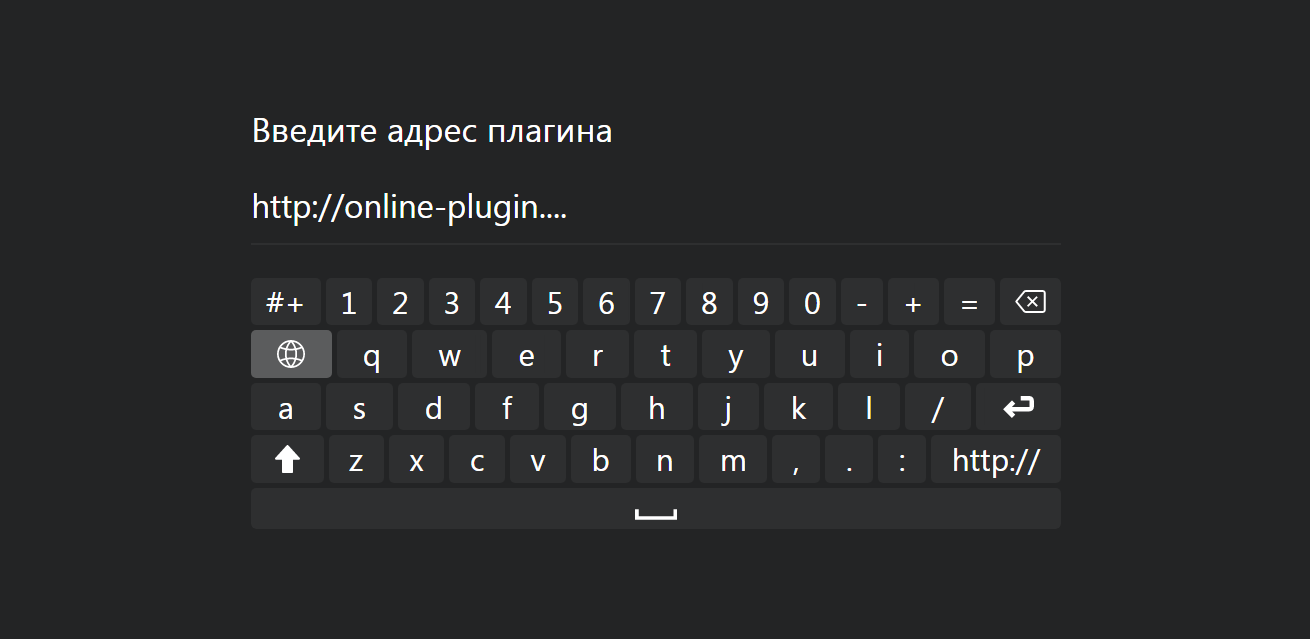 Введите адрес плагина
http://online-plugin....
#+ 1 2 3 4 5 6 7 8 9 0 - + =
q w e r t y u i o p
a s d f g h j k l /
z x c v b n m , . : http://